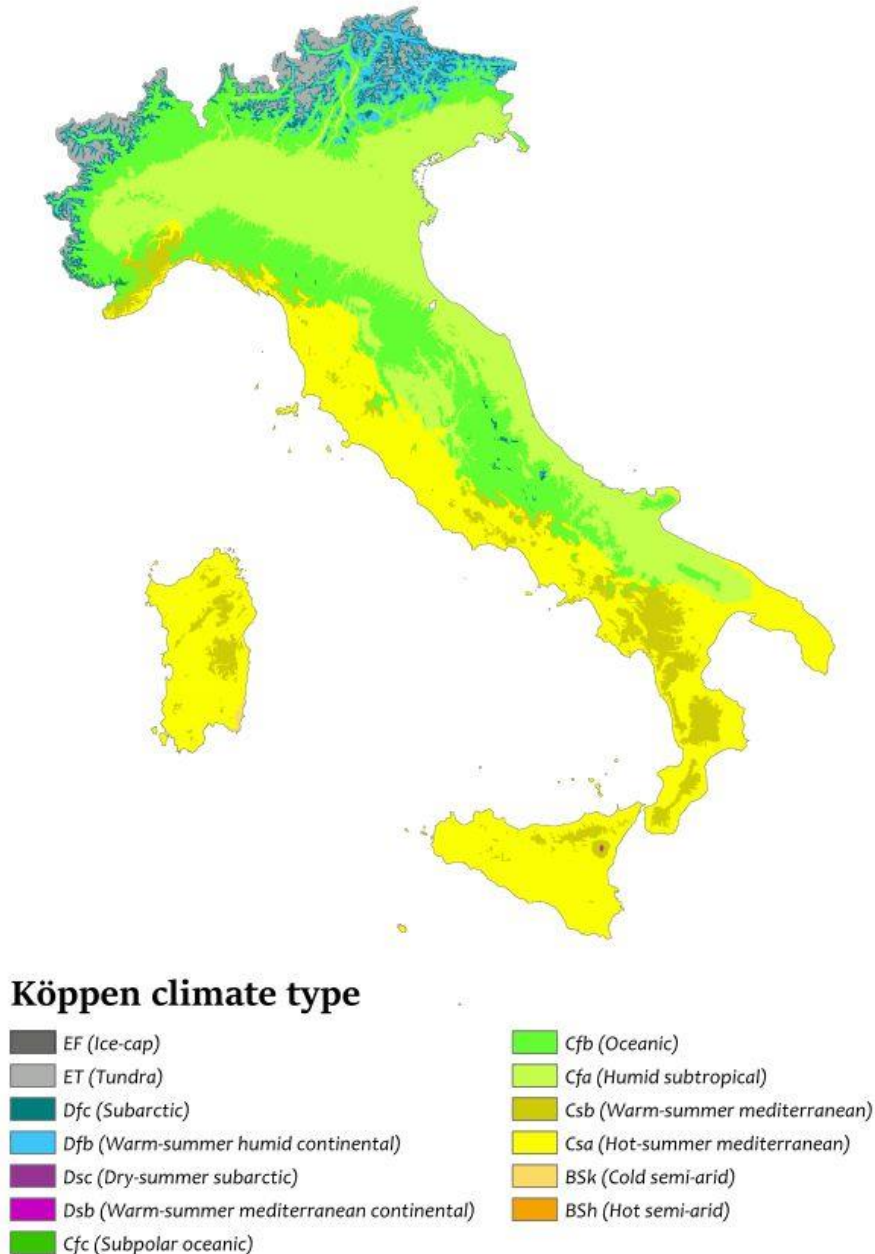 Köppen climate type
EF (Ice-cap)
ET (Tundra)
Dfc (Subarctic)
Dfb (Warm-summer humid continental)
Dsc (Dry-summer subarctic)
Dsb (Warm-summer mediterranean continental)
Cfc (Subpolar oceanic)
Cfb (Oceanic)
Cfa (Humid subtropical)
Csb (Warm-summer mediterranean)
Csa (Hot-summer mediterranean)
BSk (Cold semi-arid)
BSh (Hot semi-arid)